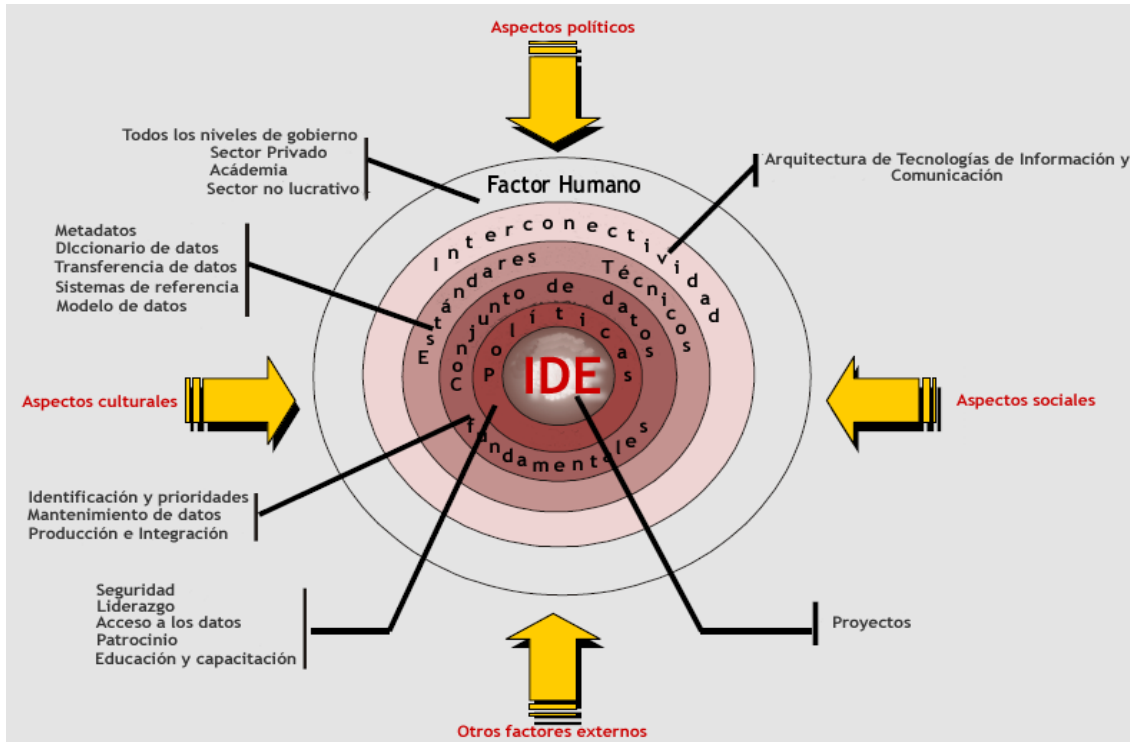 Aspectos políticos
Todos los niveles de gobierno
Sector Privado
Acádemia
Sector no lucrativo
Arquitectura de Tecnologías de Información y
Comunicación
Factor Humano
Interconectividad
Metadatos
DIccionario de datos
Transferencia de datos
Sistemas de referencia
Modelo de datos
Estándares Técnicos
Conjunto de datos
fundamentales
Políticas
IDE
Aspectos culturales
Aspectos sociales
Identificación y prioridades
Mantenimiento de datos
Producción e Integración
Seguridad
Liderazgo
Acceso a los datos
Patrocinio
Educación y capacitación
Proyectos
Otros factores externos